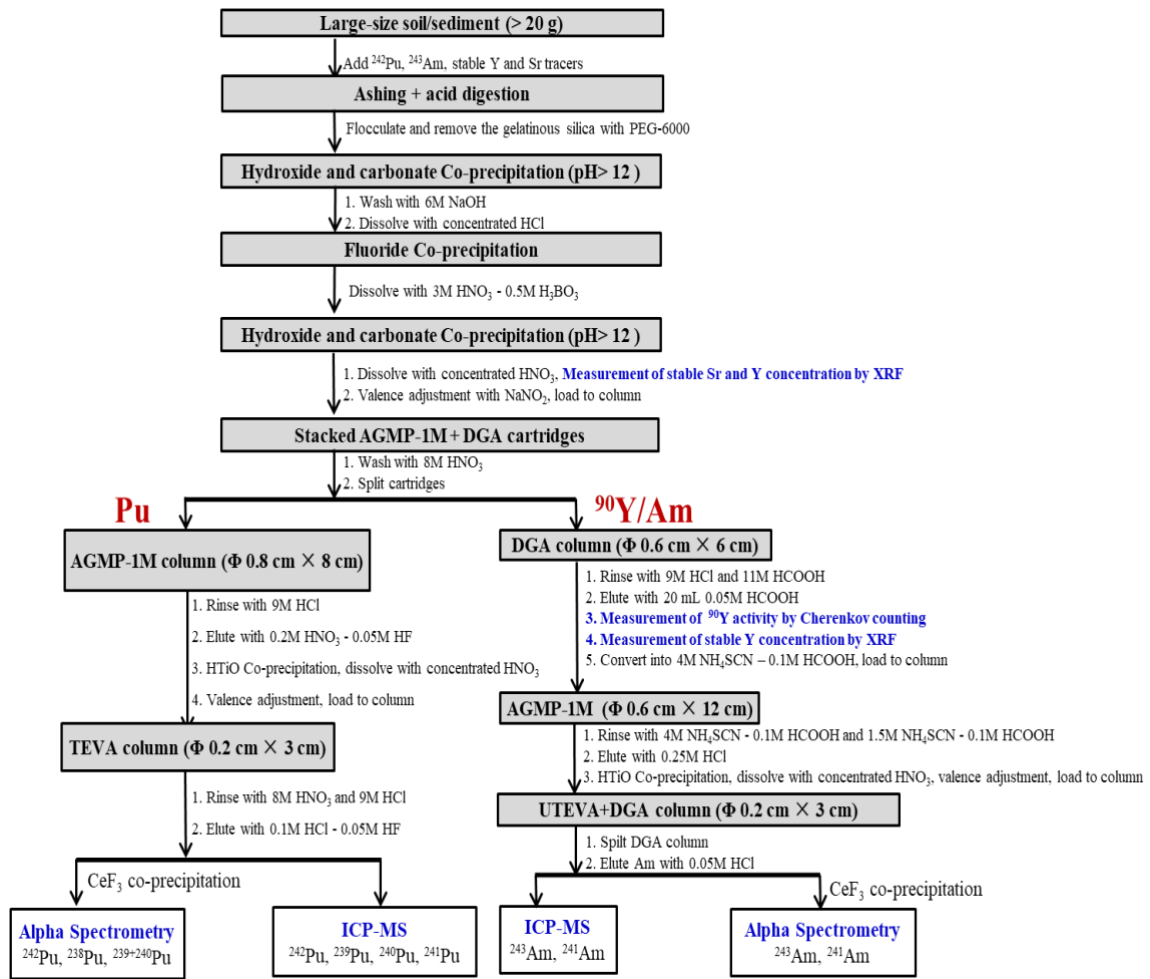 Large-size soil/sediment (> 20 g)
Add ²⁴²Pu, ²⁴³Am, stable Y and Sr tracers
Ashing + acid digestion
Flocculate and remove the gelatinous silica with PEG-6000
Hydroxide and carbonate Co-precipitation (pH> 12 )
1. Wash with 6M NaOH
2. Dissolve with concentrated HCl
Fluoride Co-precipitation
Dissolve with 3M HNO₃ - 0.5M H₃BO₃
Hydroxide and carbonate Co-precipitation (pH> 12 )
1. Dissolve with concentrated HNO₃, Measurement of stable Sr and Y concentration by XRF
2. Valence adjustment with NaNO₂, load to column
Stacked AGMP-1M + DGA cartridges
1. Wash with 8M HNO₃
2. Split cartridges
Pu
AGMP-1M column (Φ 0.8 cm × 8 cm)
1. Rinse with 9M HCl
2. Elute with 0.2M HNO₃ - 0.05M HF
3. HTiO Co-precipitation, dissolve with concentrated HNO₃
4. Valence adjustment, load to column
TEVA column (Φ 0.2 cm × 3 cm)
1. Rinse with 8M HNO₃ and 9M HCl
2. Elute with 0.1M HCl - 0.05M HF
CeF₃ co-precipitation
Alpha Spectrometry
²⁴²Pu, ²³⁸Pu, ²³⁹⁺²⁴⁰Pu
ICP-MS
²⁴²Pu, ²³⁹Pu, ²⁴⁰Pu, ²⁴¹Pu
⁹⁰Y/Am
DGA column (Φ 0.6 cm × 6 cm)
1. Rinse with 9M HCl and 11M HCOOH
2. Elute with 20 mL 0.05M HCOOH
3. Measurement of ⁹⁰Y activity by Cherenkov counting
4. Measurement of stable Y concentration by XRF
5. Convert into 4M NH₄SCN – 0.1M HCOOH, load to column
AGMP-1M (Φ 0.6 cm × 12 cm)
1. Rinse with 4M NH₄SCN - 0.1M HCOOH and 1.5M NH₄SCN - 0.1M HCOOH
2. Elute with 0.25M HCl
3. HTiO Co-precipitation, dissolve with concentrated HNO₃, valence adjustment, load to column
UTEVA+DGA column (Φ 0.2 cm × 3 cm)
1. Spilt DGA column
2. Elute Am with 0.05M HCl
CeF₃ co-precipitation
ICP-MS
²⁴³Am, ²⁴¹Am
Alpha Spectrometry
²⁴³Am, ²⁴¹Am